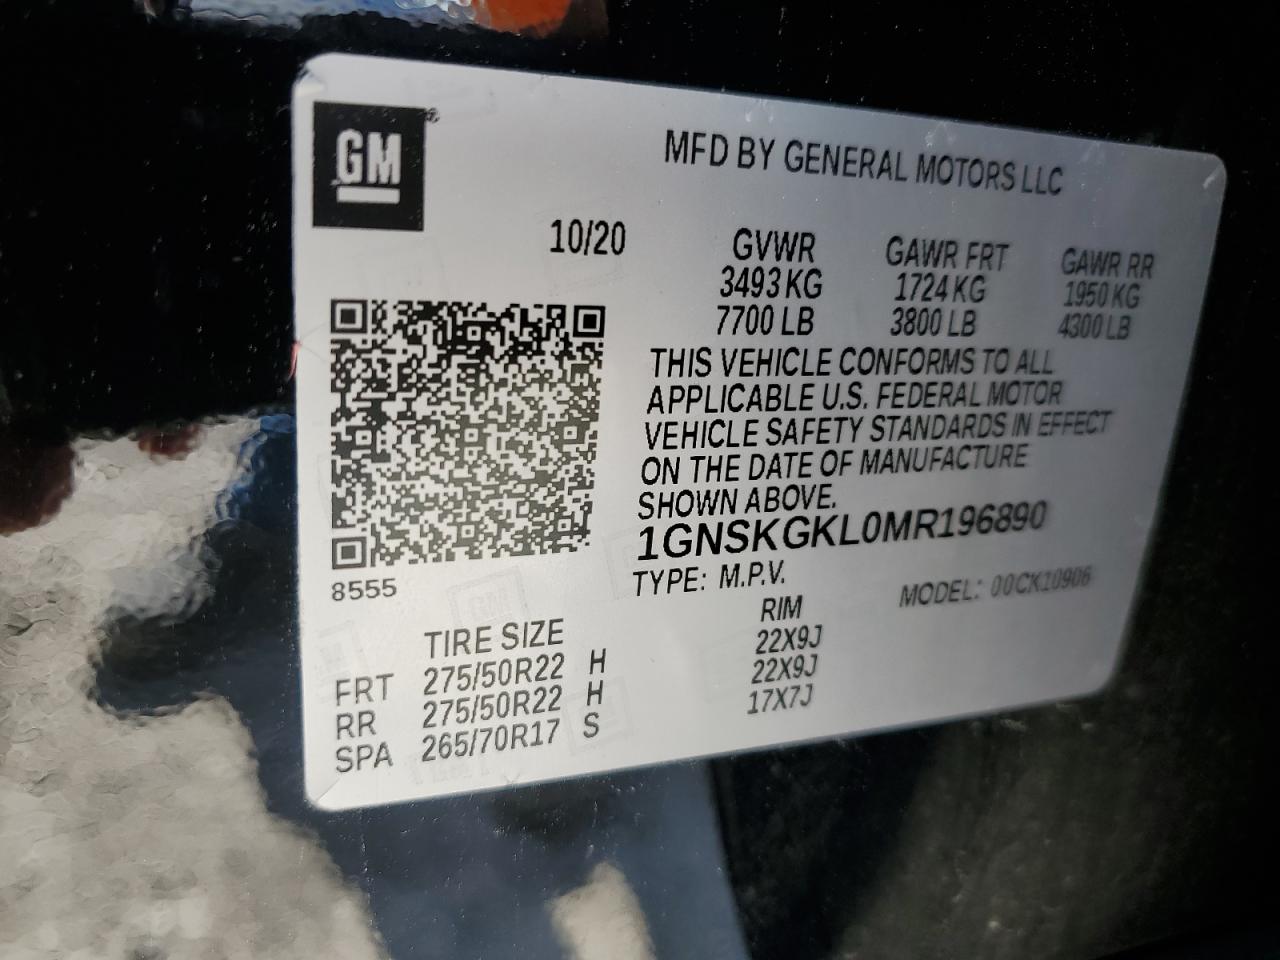 GM®
MFD BY GENERAL MOTORS LLC
10/20 GVWR GAWR FRT GAWR RR
3493 KG 1724 KG 1950 KG
7700 LB 3800 LB 4300 LB
THIS VEHICLE CONFORMS TO ALL
APPLICABLE U.S. FEDERAL MOTOR
VEHICLE SAFETY STANDARDS IN EFFECT
ON THE DATE OF MANUFACTURE
SHOWN ABOVE.
1GNSKGKL0MR196890
TYPE: M.P.V. MODEL: 00CK10906
8555
TIRE SIZE RIM
FRT 275/50R22 H 22X9J
RR 275/50R22 H 22X9J
SPA 265/70R17 S 17X7J